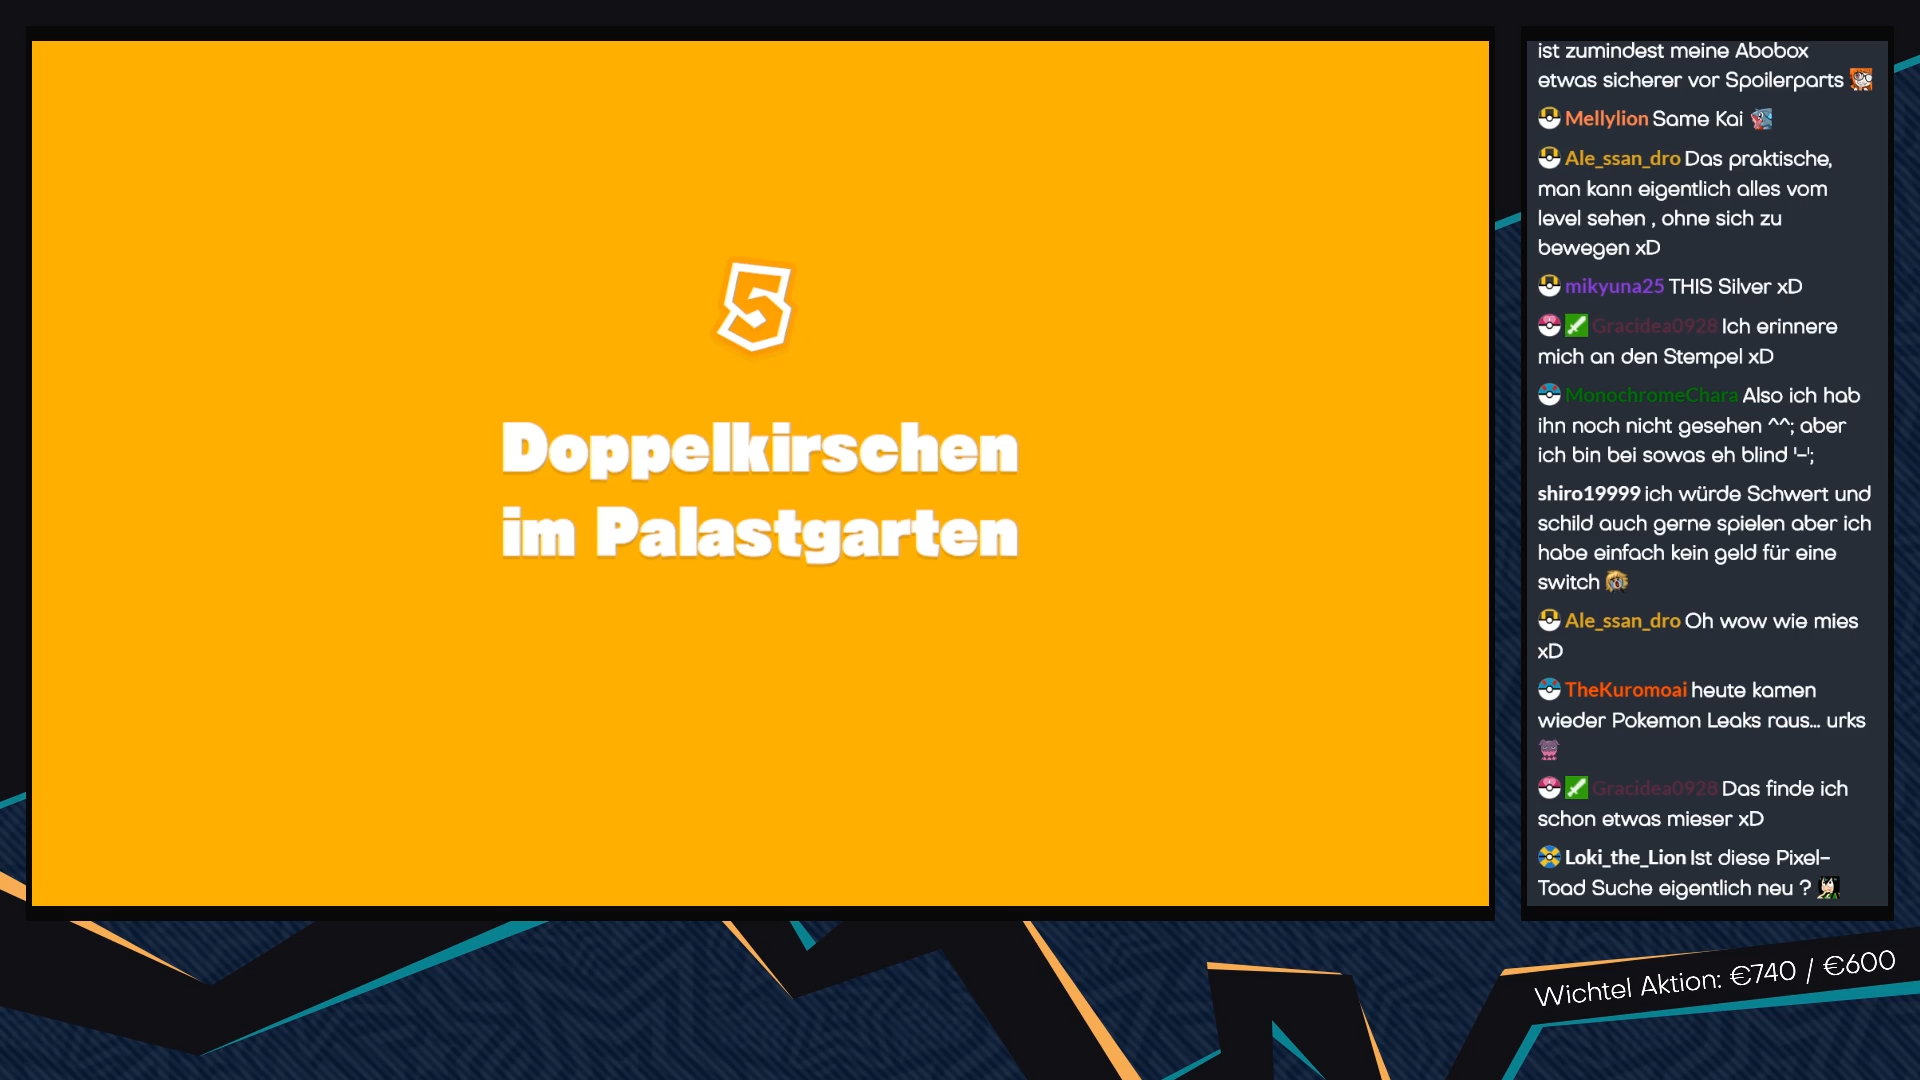 5
Doppelkirschen
im Palastgarten
ist zumindest meine Abobox
etwas sicherer vor Spoilerparts
Mellylion Same Kai
Ale_ssan_dro Das praktische,
man kann eigentlich alles vom
level sehen , ohne sich zu
bewegen xD
mikyuna25 THIS Silver xD
Gracidea0928 Ich erinnere
mich an den Stempel xD
MonochromeChara Also ich hab
ihn noch nicht gesehen ^^; aber
ich bin bei sowas eh blind '-';
shiro19999 ich würde Schwert und
schild auch gerne spielen aber ich
habe einfach kein geld für eine
switch
Ale_ssan_dro Oh wow wie mies
xD
TheKuromoai heute kamen
wieder Pokemon Leaks raus... urks
Gracidea0928 Das finde ich
schon etwas mieser xD
Loki_the_Lion Ist diese Pixel-
Toad Suche eigentlich neu ?
Wichtel Aktion: €740 / €600